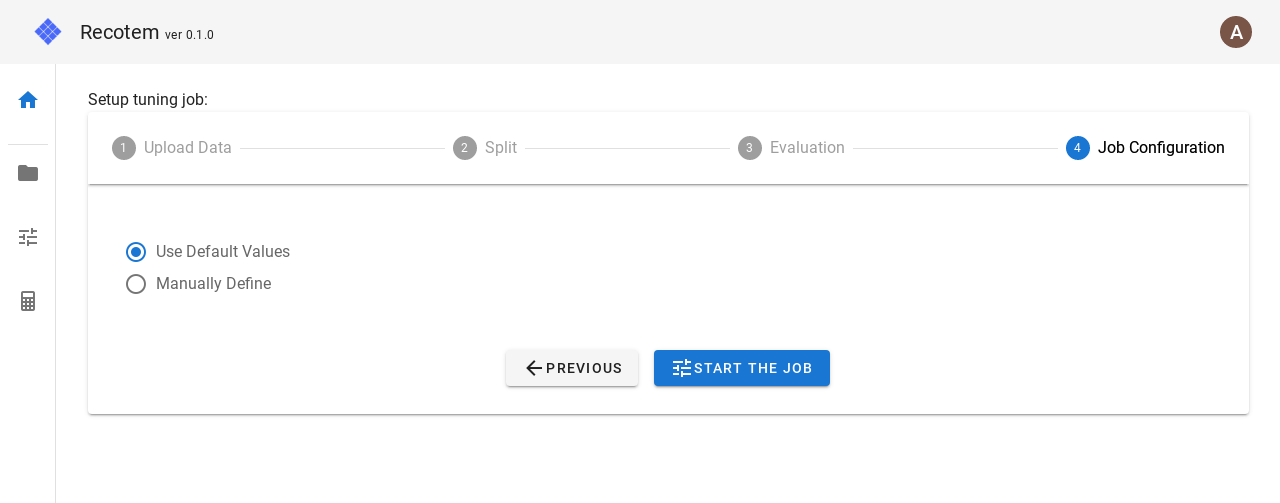 Recotem ver 0.1.0
A
Setup tuning job:
1 Upload Data
2 Split
3 Evaluation
4 Job Configuration
Use Default Values
Manually Define
PREVIOUS
START THE JOB